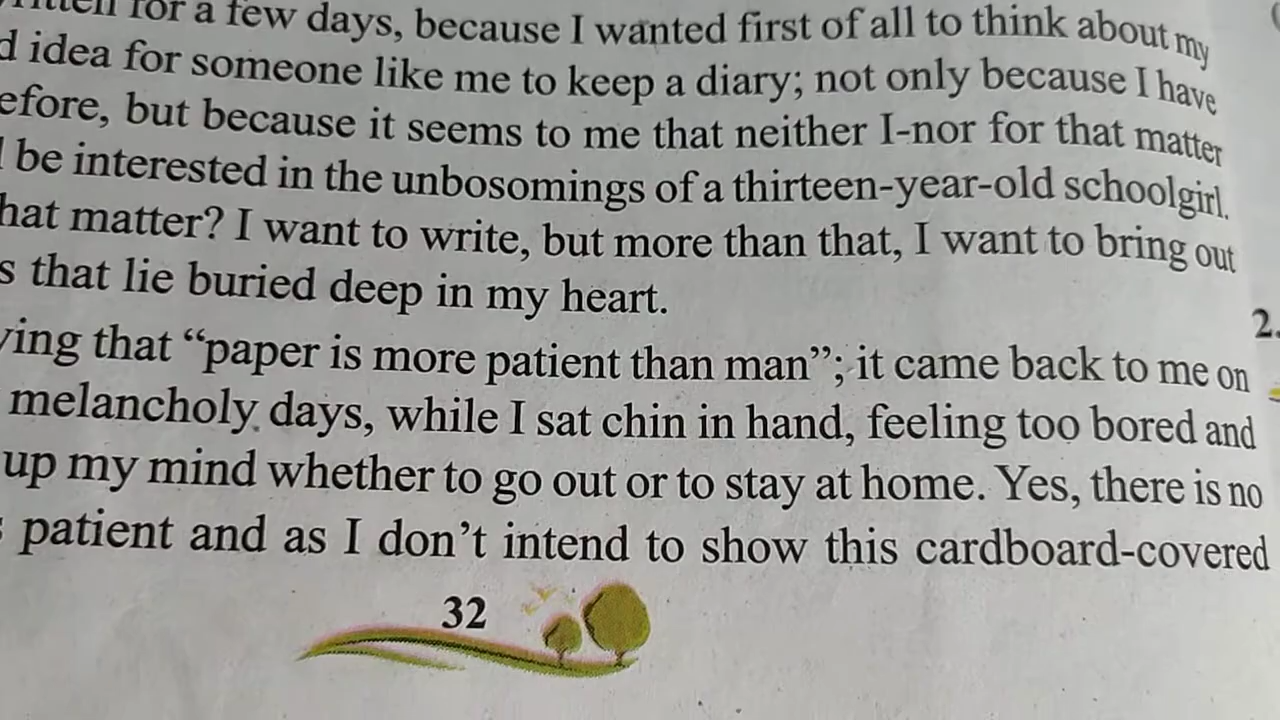 for a few days, because I wanted first of all to think about my
idea for someone like me to keep a diary; not only because I have
but because it seems to me that neither I-nor for that matter
be interested in the unbosomings of a thirteen-year-old schoolgirl.
matter? I want to write, but more than that, I want to bring out
that lie buried deep in my heart.
that “paper is more patient than man”; it came back to me on
melancholy days, while I sat chin in hand, feeling too bored and
up my mind whether to go out or to stay at home. Yes, there is no
patient and as I don’t intend to show this cardboard-covered
32
2.